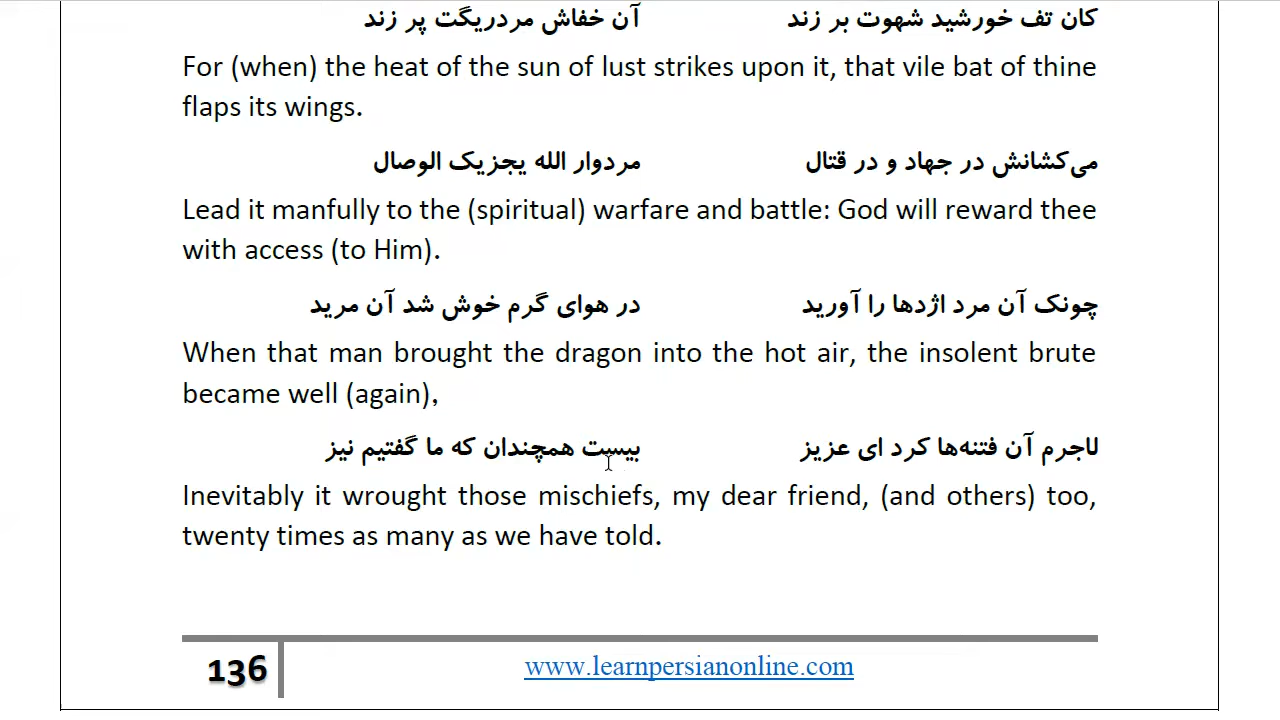 کان تف خورشید شهوت بر زند آن خفاش مردریگت پر زند
For (when) the heat of the sun of lust strikes upon it, that vile bat of thine
flaps its wings.
می‌کشانش در جهاد و در قتال مردوار الله یجزیک الوصال
Lead it manfully to the (spiritual) warfare and battle: God will reward thee
with access (to Him).
چونک آن مرد اژدها را آورید در هوای گرم خوش شد آن مرید
When that man brought the dragon into the hot air, the insolent brute
became well (again),
لاجرم آن فتنه‌ها کرد ای عزیز بیست همچندان که ما گفتیم نیز
Inevitably it wrought those mischiefs, my dear friend, (and others) too,
twenty times as many as we have told.
136 www.learnpersianonline.com